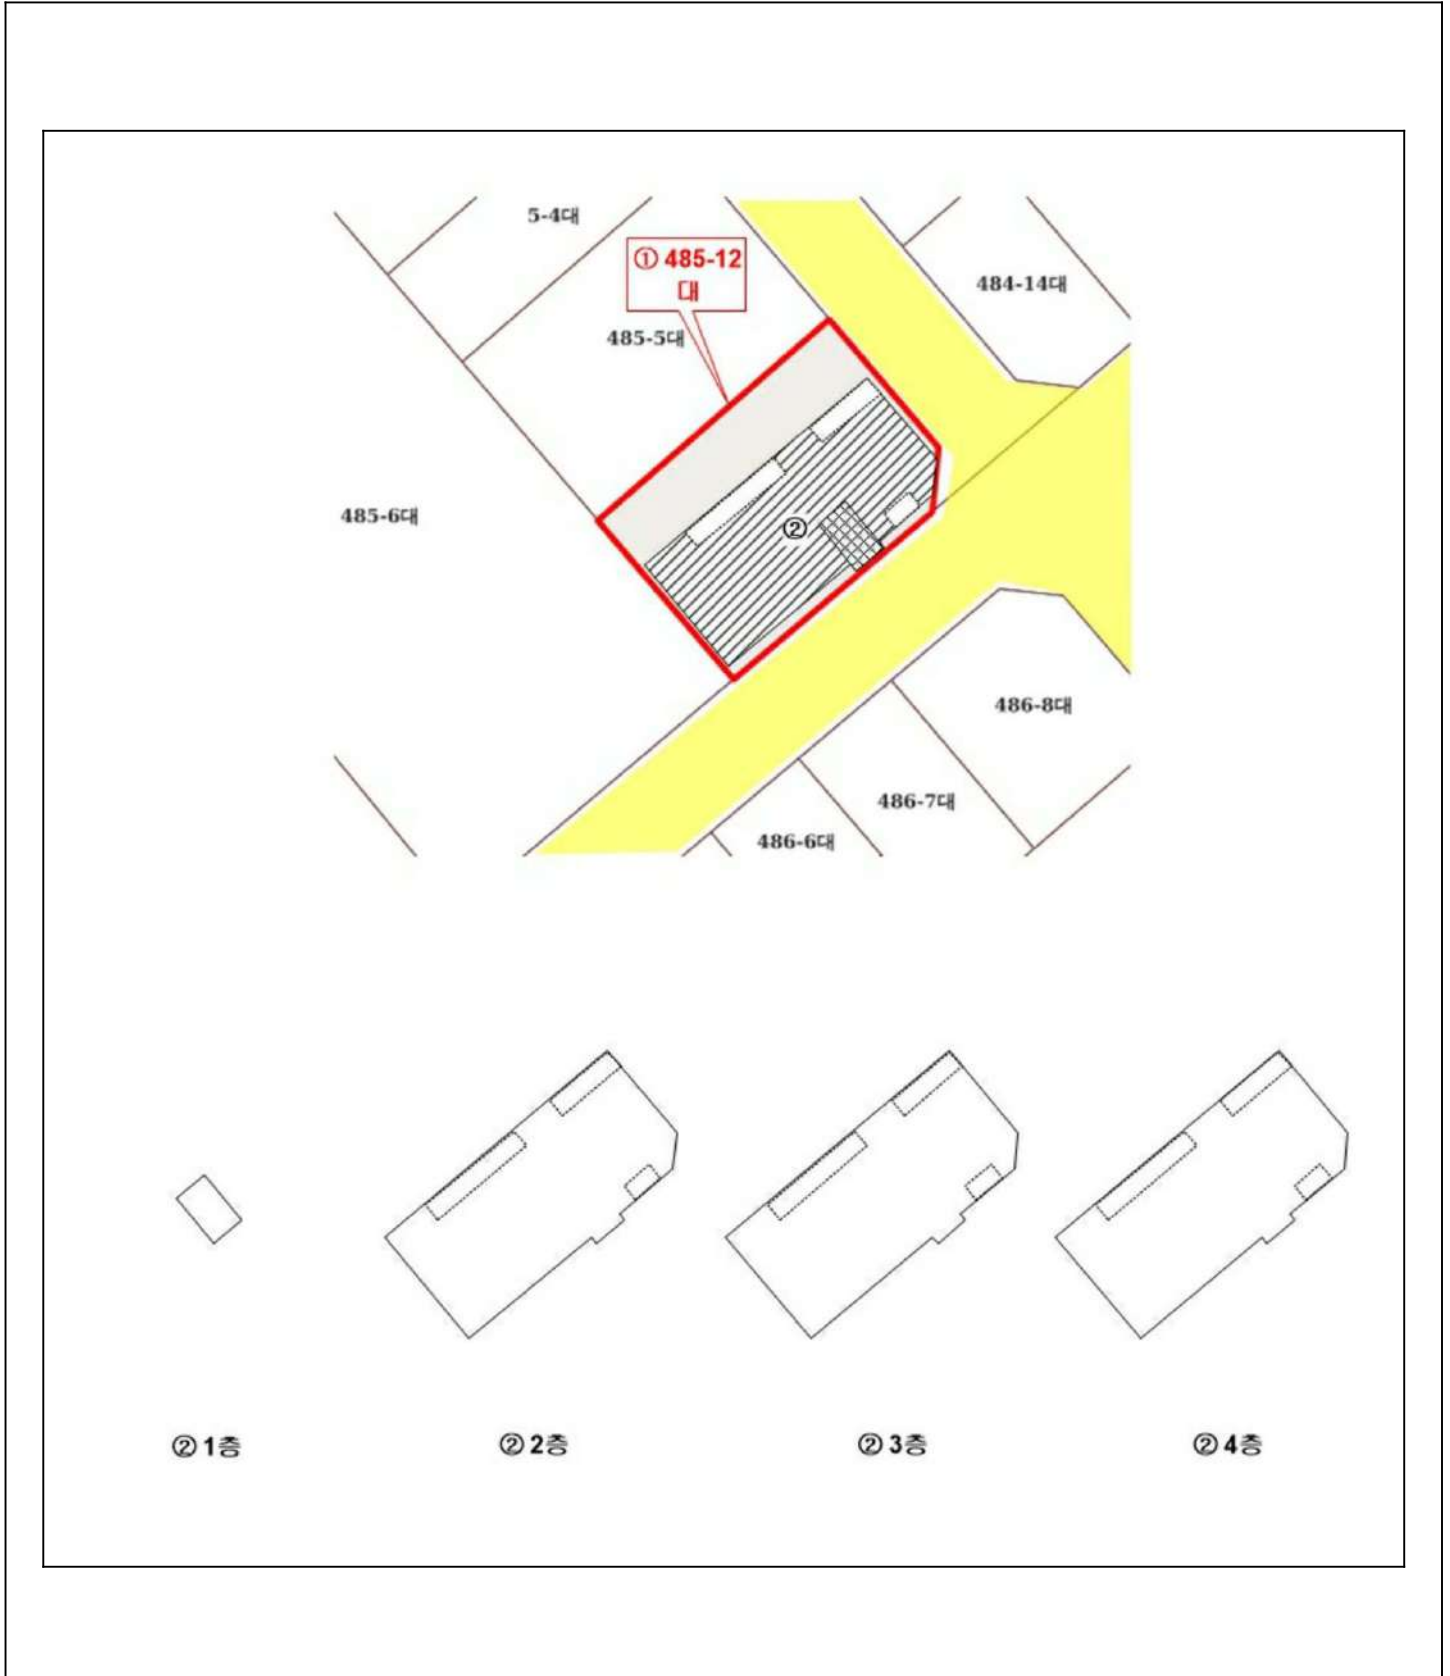 5-4대
① 485-12
대
484-14대
485-5대
485-6대
②
486-8대
486-7대
486-6대
② 1층
② 2층
② 3층
② 4층